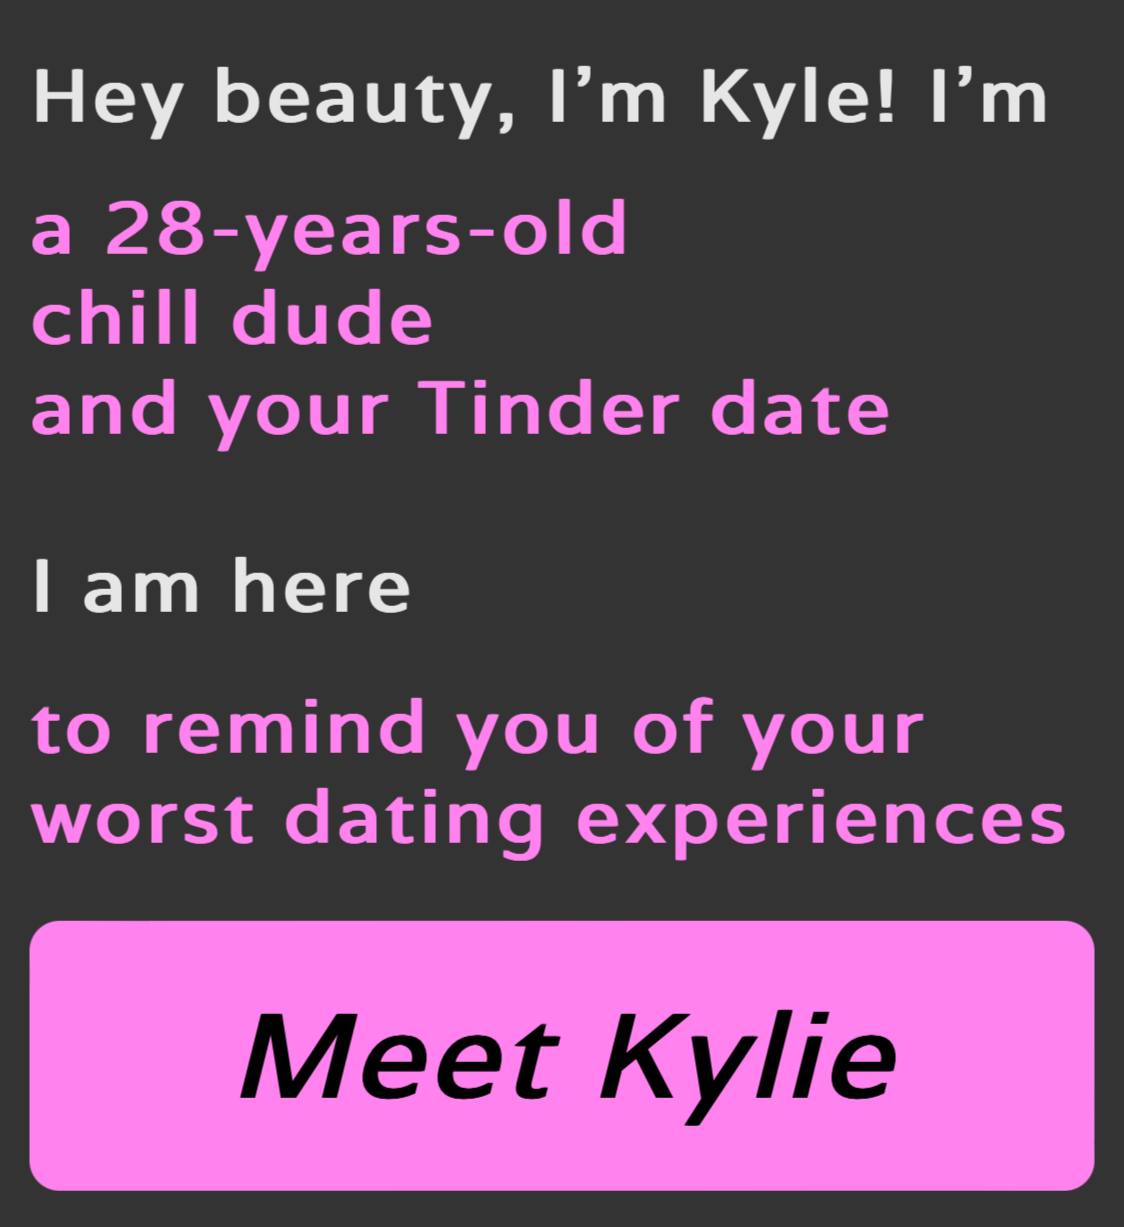 Hey beauty, I’m Kyle! I’m
a 28-years-old
chill dude
and your Tinder date
I am here
to remind you of your
worst dating experiences
Meet Kylie